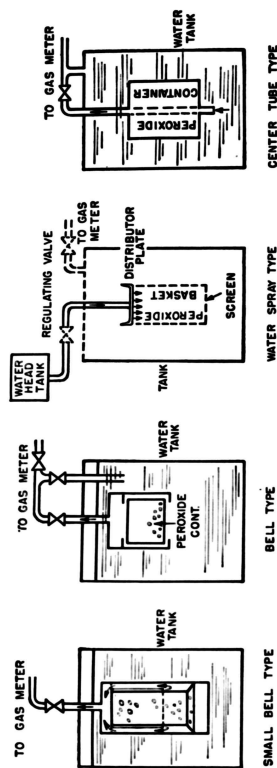 TO GAS METER
WATER
TANK
SMALL BELL TYPE
TO GAS METER
WATER
TANK
PEROXIDE
CONT.
BELL TYPE
WATER
HEAD
TANK
REGULATING VALVE
TO GAS
METER
DISTRIBUTOR
PLATE
PEROXIDE
BASKET
SCREEN
TANK
WATER SPRAY TYPE
TO GAS METER
WATER
TANK
PEROXIDE
CONTAINER
CENTER TUBE TYPE